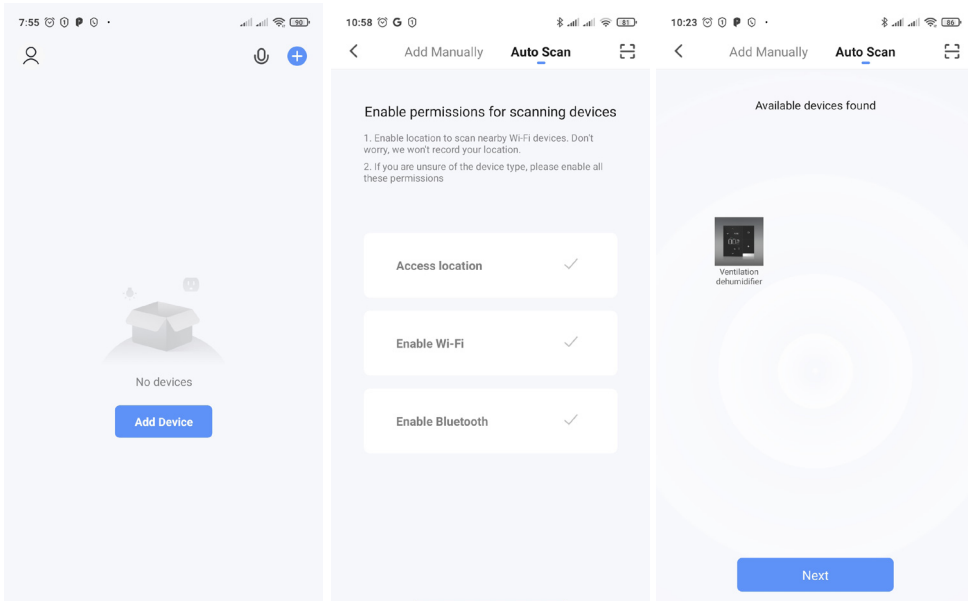 7:55
90
No devices
Add Device
10:58
G
81
Add Manually
Auto Scan
Enable permissions for scanning devices
1. Enable location to scan nearby Wi-Fi devices. Don't
worry, we won't record your location.
2. If you are unsure of the device type, please enable all
these permissions
Access location
Enable Wi-Fi
Enable Bluetooth
10:23
86
Add Manually
Auto Scan
Available devices found
Ventilation
dehumidifier
Next